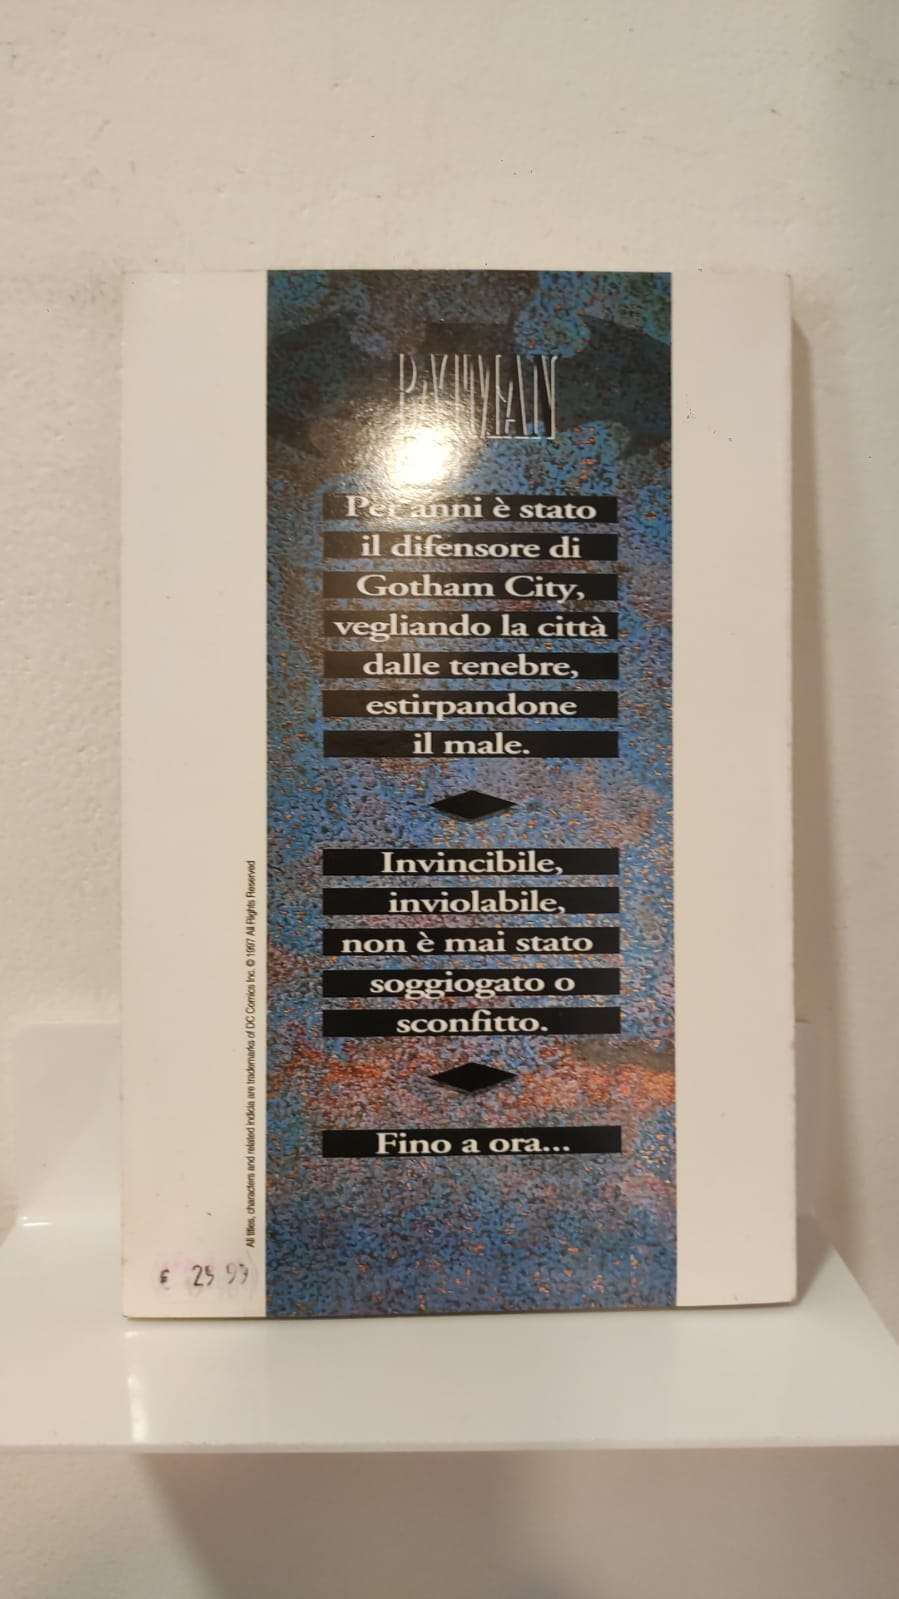 BATMAN
Per anni è stato
il difensore di
Gotham City,
vegliando la città
dalle tenebre,
estirpandone
il male.
Invincibile,
inviolabile,
non è mai stato
soggiogato o
sconfitto.
Fino a ora...
All titles, characters and related indicia are trademarks of DC Comics Inc. © 1997 All Rights Reserved